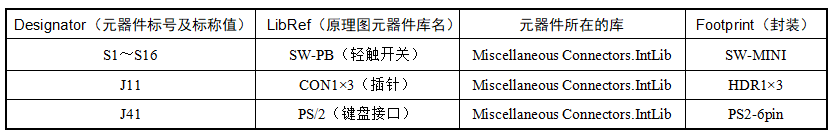 Designator（元器件标号及标称值） LibRef（原理图元器件库名） 元器件所在的库 Footprint（封装）
S1～S16 SW-PB（轻触开关） Miscellaneous Connectors.IntLib SW-MINI
J11 CON1×3（插针） Miscellaneous Connectors.IntLib HDR1×3
J41 PS/2（键盘接口） Miscellaneous Connectors.IntLib PS2-6pin